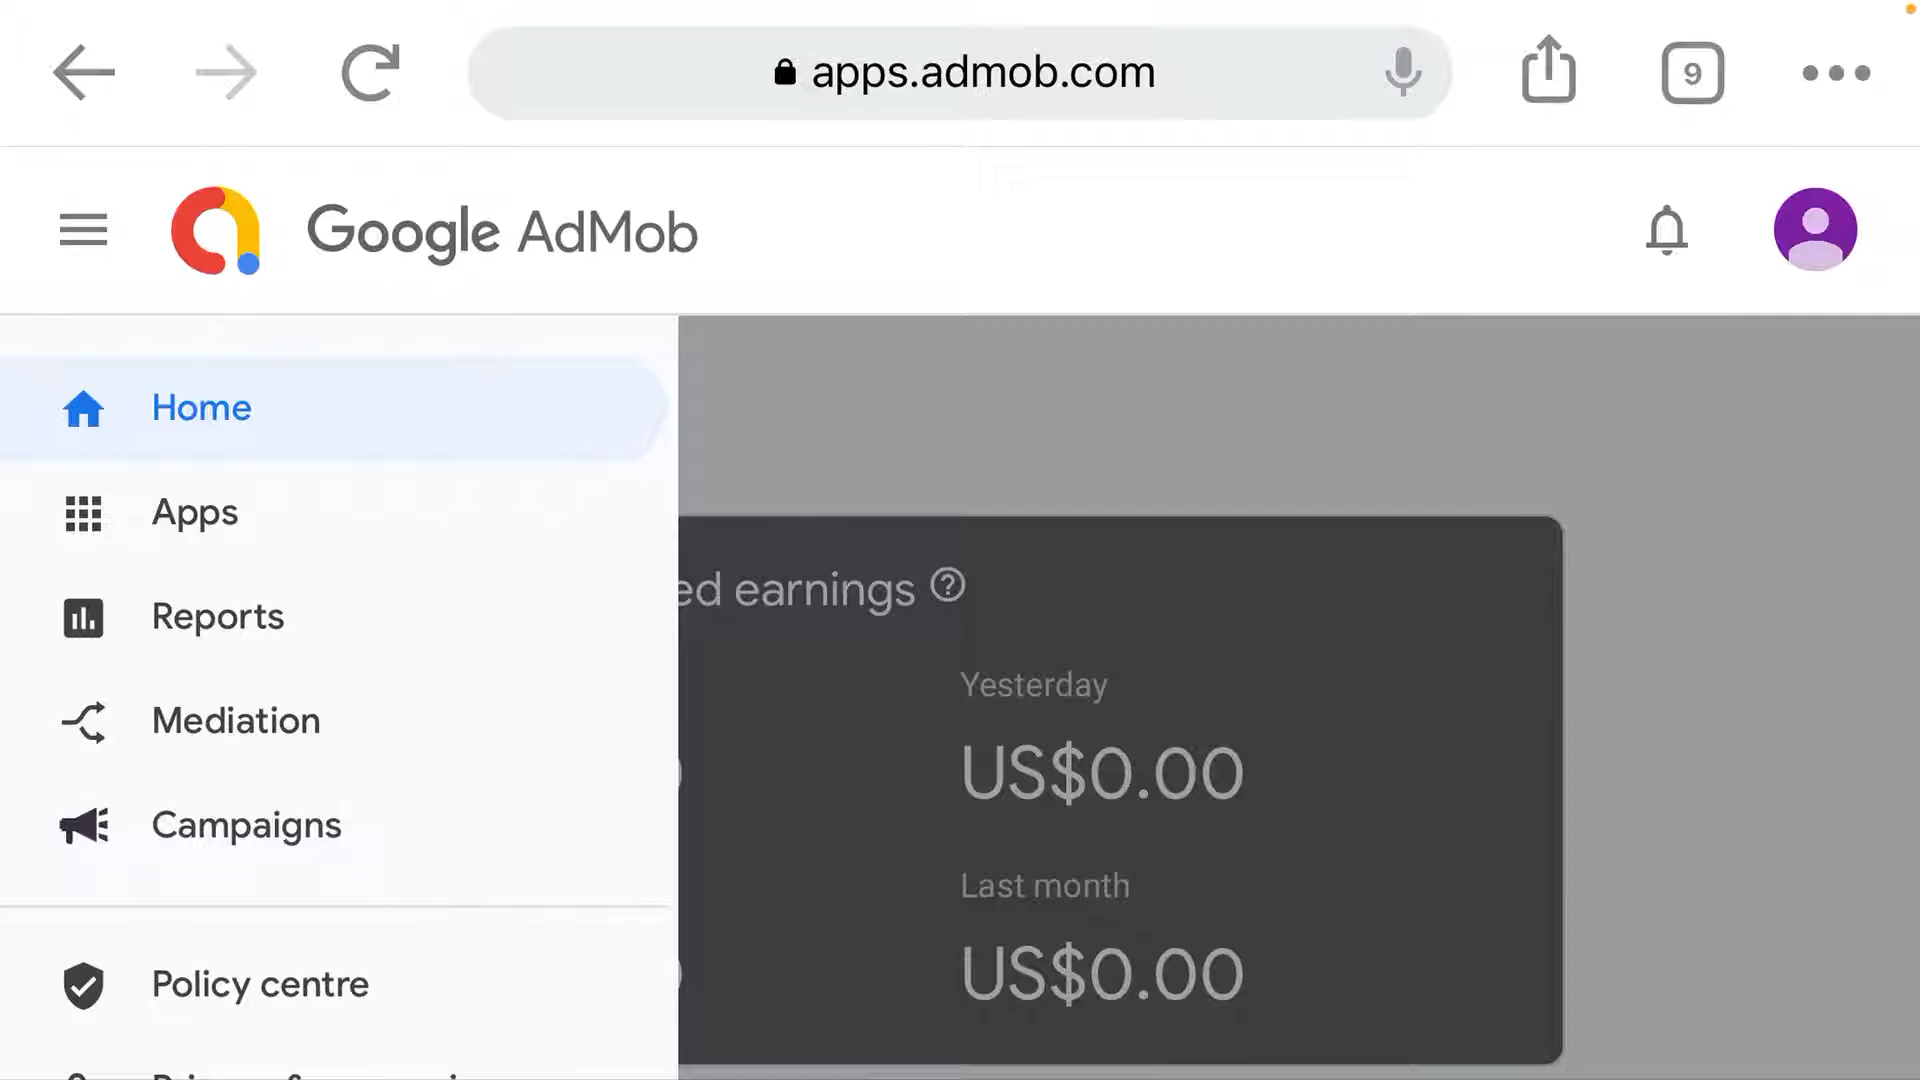 apps.admob.com
9
Google AdMob
Home
Apps
Reports
Mediation
Campaigns
Policy centre
ed earnings
Yesterday
US$0.00
Last month
US$0.00